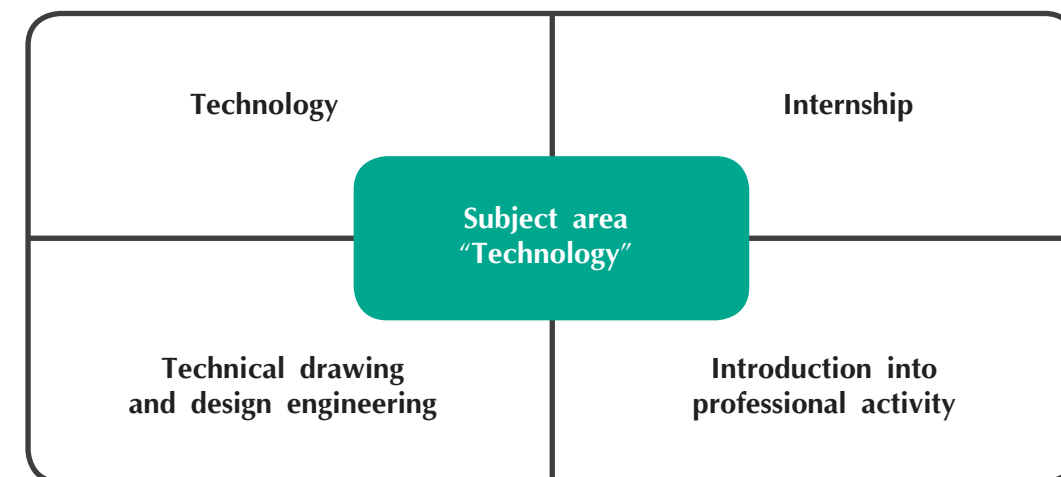 Technology
Internship
Subject area
“Technology”
Technical drawing
and design engineering
Introduction into
professional activity